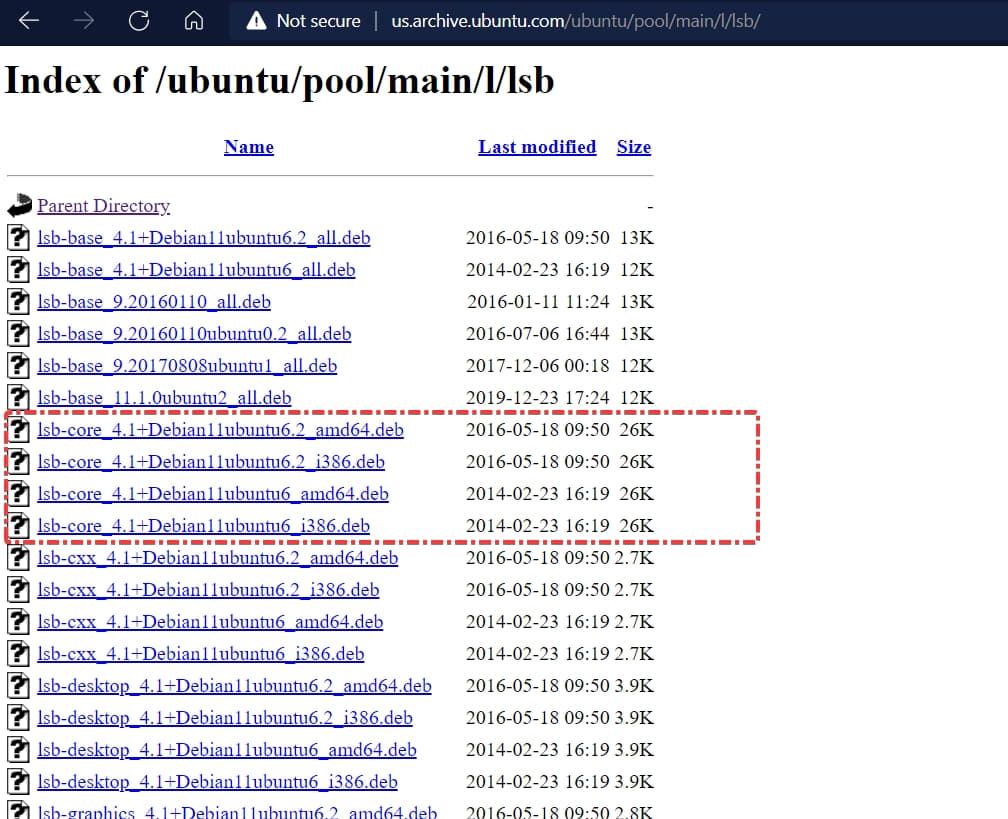 Not secure | us.archive.ubuntu.com/ubuntu/pool/main/l/lsb/
Index of /ubuntu/pool/main/l/lsb
Name Last modified Size
Parent Directory -
lsb-base_4.1+Debian11ubuntu6.2_all.deb 2016-05-18 09:50 13K
lsb-base_4.1+Debian11ubuntu6_all.deb 2014-02-23 16:19 12K
lsb-base_9.20160110_all.deb 2016-01-11 11:24 13K
lsb-base_9.20160110ubuntu0.2_all.deb 2016-07-06 16:44 13K
lsb-base_9.20170808ubuntu1_all.deb 2017-12-06 00:18 12K
lsb-base_11.1.0ubuntu2_all.deb 2019-12-23 17:24 12K
lsb-core_4.1+Debian11ubuntu6.2_amd64.deb 2016-05-18 09:50 26K
lsb-core_4.1+Debian11ubuntu6.2_i386.deb 2016-05-18 09:50 26K
lsb-core_4.1+Debian11ubuntu6_amd64.deb 2014-02-23 16:19 26K
lsb-core_4.1+Debian11ubuntu6_i386.deb 2014-02-23 16:19 26K
lsb-cxx_4.1+Debian11ubuntu6.2_amd64.deb 2016-05-18 09:50 2.7K
lsb-cxx_4.1+Debian11ubuntu6.2_i386.deb 2016-05-18 09:50 2.7K
lsb-cxx_4.1+Debian11ubuntu6_amd64.deb 2014-02-23 16:19 2.7K
lsb-cxx_4.1+Debian11ubuntu6_i386.deb 2014-02-23 16:19 2.7K
lsb-desktop_4.1+Debian11ubuntu6.2_amd64.deb 2016-05-18 09:50 3.9K
lsb-desktop_4.1+Debian11ubuntu6.2_i386.deb 2016-05-18 09:50 3.9K
lsb-desktop_4.1+Debian11ubuntu6_amd64.deb 2014-02-23 16:19 3.9K
lsb-desktop_4.1+Debian11ubuntu6_i386.deb 2014-02-23 16:19 3.9K
lsb-graphics_4.1+Debian11ubuntu6.2_amd64.deb 2016-05-18 09:50 2.8K